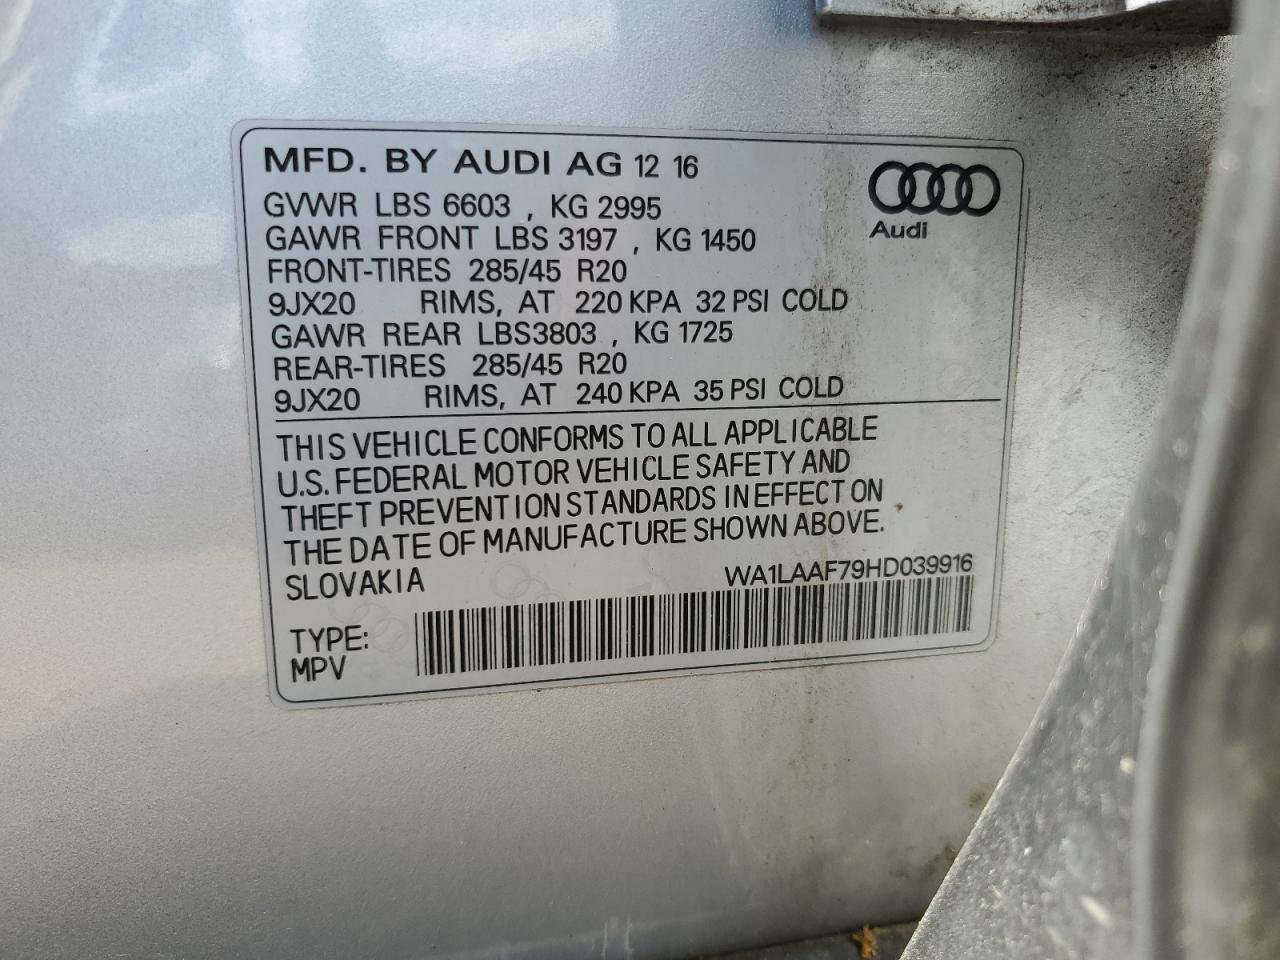 MFD. BY AUDI AG 12 16
GVWR LBS 6603 , KG 2995
GAWR FRONT LBS 3197 , KG 1450
Audi
FRONT-TIRES 285/45 R20
9JX20 RIMS, AT 220 KPA 32 PSI COLD
GAWR REAR LBS3803 , KG 1725
REAR-TIRES 285/45 R20
9JX20 RIMS, AT 240 KPA 35 PSI COLD
THIS VEHICLE CONFORMS TO ALL APPLICABLE
U.S. FEDERAL MOTOR VEHICLE SAFETY AND
THEFT PREVENTION STANDARDS IN EFFECT ON
THE DATE OF MANUFACTURE SHOWN ABOVE.
SLOVAKIA WA1LAAF79HD039916
TYPE:
MPV